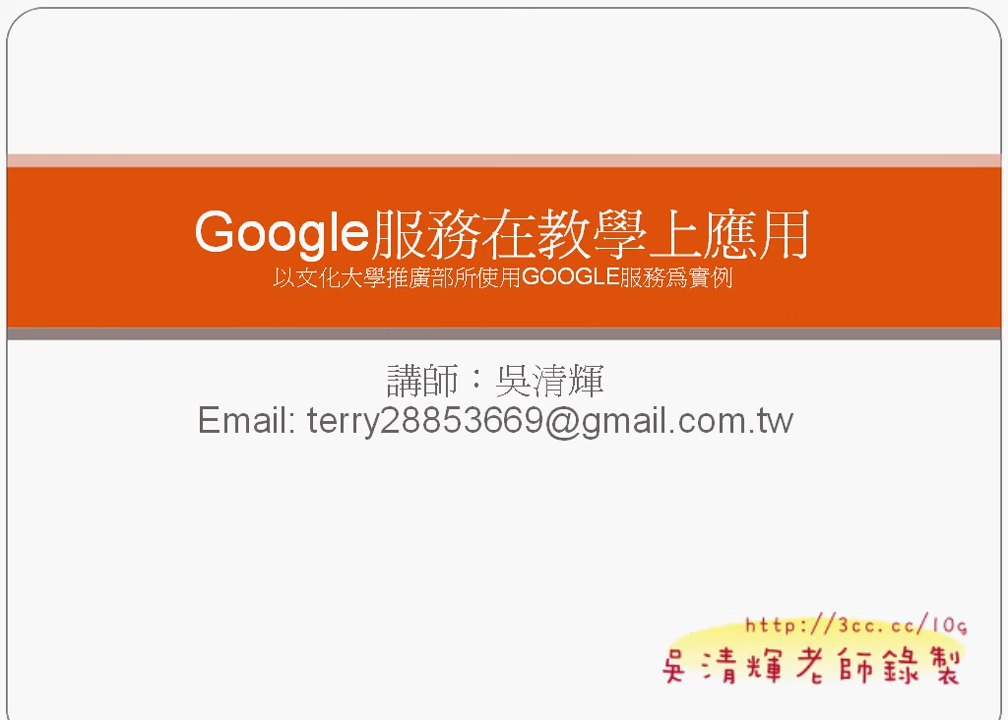 Google服務在教學上應用
以文化大學推廣部所使用GOOGLE服務為實例
講師：吳清輝
Email: terry28853669@gmail.com.tw
http://3cc.cc/10g
吳清輝老師錄製